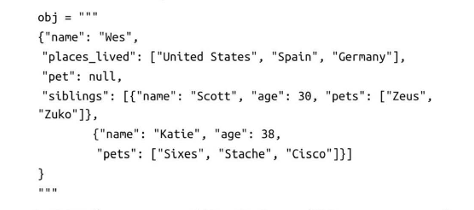 obj = """
{"name": "Wes",
"places_lived": ["United States", "Spain", "Germany"],
"pet": null,
"siblings": [{"name": "Scott", "age": 30, "pets": ["Zeus",
"Zuko"]},
{"name": "Katie", "age": 38,
"pets": ["Sixes", "Stache", "Cisco"]}]
}
"""